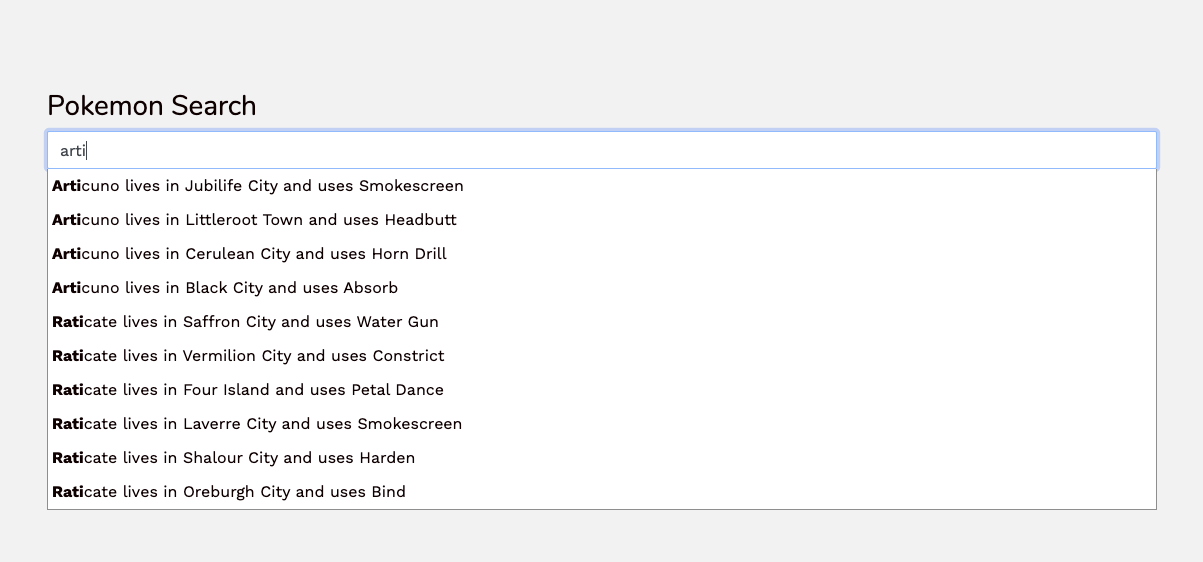 Pokemon Search
arti
Articuno lives in Jubilife City and uses Smokescreen
Articuno lives in Littleroot Town and uses Headbutt
Articuno lives in Cerulean City and uses Horn Drill
Articuno lives in Black City and uses Absorb
Raticate lives in Saffron City and uses Water Gun
Raticate lives in Vermilion City and uses Constrict
Raticate lives in Four Island and uses Petal Dance
Raticate lives in Laverre City and uses Smokescreen
Raticate lives in Shalour City and uses Harden
Raticate lives in Oreburgh City and uses Bind